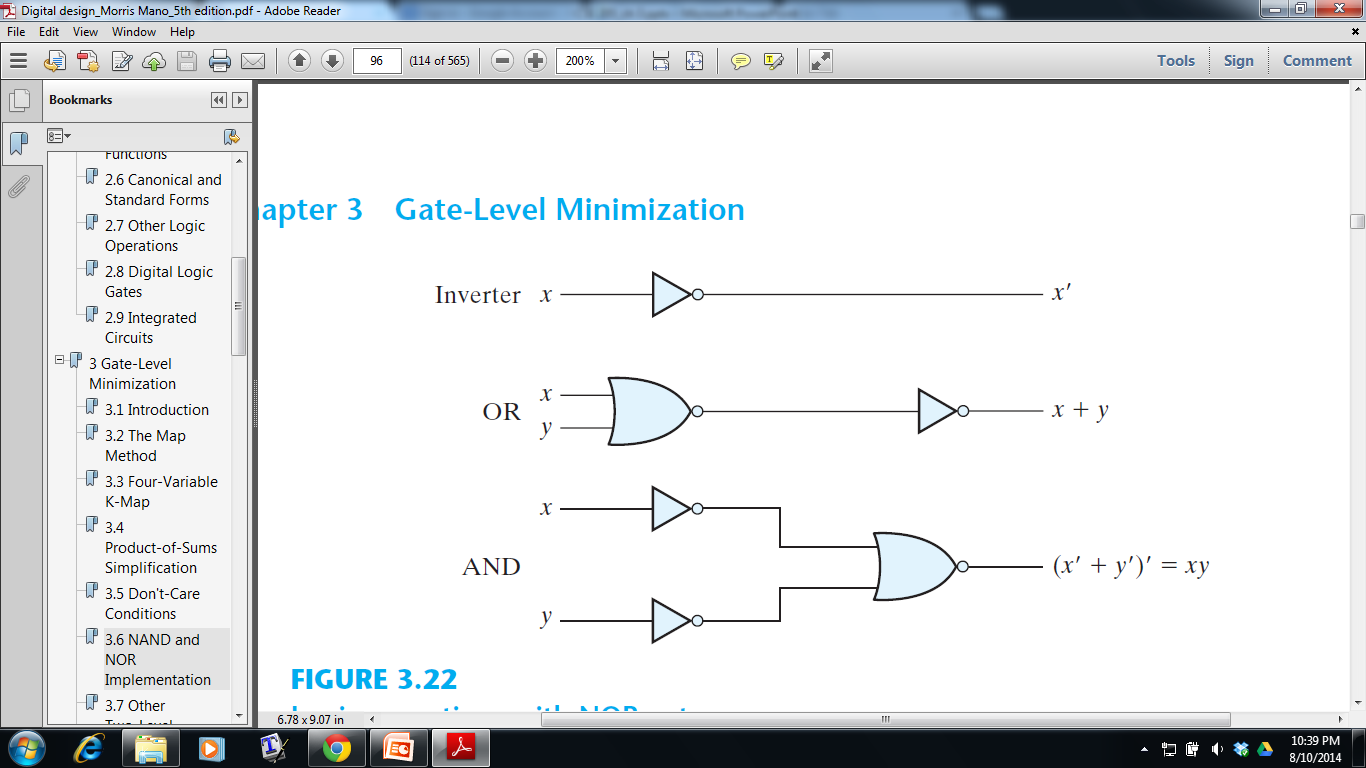 Digital design_Morris Mano_5th edition.pdf - Adobe Reader
File Edit View Window Help
96 (114 of 565) 200% Tools Sign Comment
Bookmarks
Functions
2.6 Canonical and
Standard Forms
2.7 Other Logic
Operations
2.8 Digital Logic
Gates
2.9 Integrated
Circuits
3 Gate-Level
Minimization
3.1 Introduction
3.2 The Map
Method
3.3 Four-Variable
K-Map
3.4
Product-of-Sums
Simplification
3.5 Don't-Care
Conditions
3.6 NAND and
NOR
Implementation
3.7 Other
apter 3 Gate-Level Minimization
Inverter x x′
x
OR x + y
y
x
AND (x′ + y′)′ = xy
y
FIGURE 3.22
6.78 x 9.07 in
10:39 PM
8/10/2014